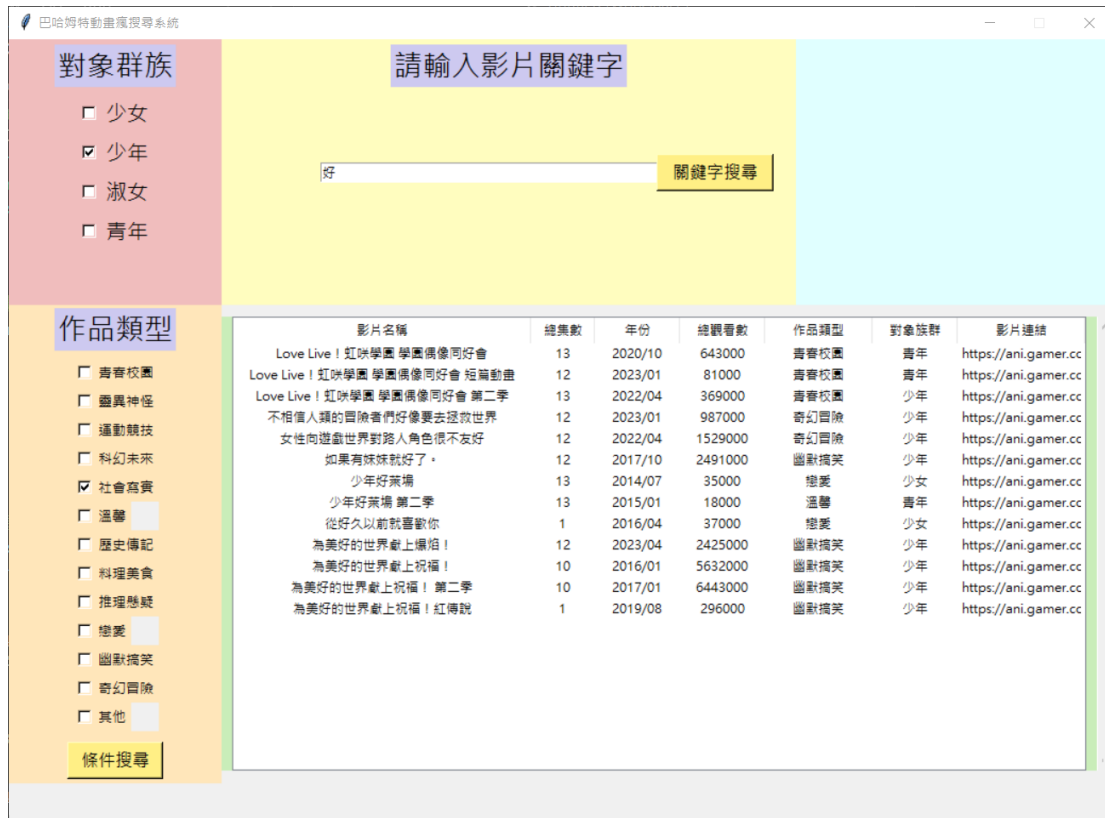 巴哈姆特動畫瘋搜尋系統
對象群族
少女
少年
淑女
青年
請輸入影片關鍵字
好
關鍵字搜尋
作品類型
青春校園
靈異神怪
運動競技
科幻未來
社會寫實
溫馨
歷史傳記
料理美食
推理懸疑
戀愛
幽默搞笑
奇幻冒險
其他
條件搜尋
影片名稱 總集數 年份 總觀看數 作品類型 對象族群 影片連結
Love Live!虹咲學園 學園偶像同好會 13 2020/10 643000 青春校園 青年 https://ani.gamer.cc
Love Live!虹咲學園 學園偶像同好會 短篇動畫 12 2023/01 81000 青春校園 青年 https://ani.gamer.cc
Love Live!虹咲學園 學園偶像同好會 第二季 13 2022/04 369000 青春校園 少年 https://ani.gamer.cc
不相信人類的冒險者們好像要去拯救世界 12 2023/01 987000 奇幻冒險 少年 https://ani.gamer.cc
女性向遊戲世界對路人角色很不友好 12 2022/04 1529000 奇幻冒險 少年 https://ani.gamer.cc
如果有妹妹就好了。 12 2017/10 2491000 幽默搞笑 少年 https://ani.gamer.cc
少年好萊塢 13 2014/07 35000 戀愛 少女 https://ani.gamer.cc
少年好萊塢 第二季 13 2015/01 18000 溫馨 青年 https://ani.gamer.cc
從好久以前就喜歡你 1 2016/04 37000 戀愛 少女 https://ani.gamer.cc
為美好的世界獻上爆焰! 12 2023/04 2425000 幽默搞笑 少年 https://ani.gamer.cc
為美好的世界獻上祝福! 10 2016/01 5632000 幽默搞笑 少年 https://ani.gamer.cc
為美好的世界獻上祝福! 第二季 10 2017/01 6443000 幽默搞笑 少年 https://ani.gamer.cc
為美好的世界獻上祝福!紅傳說 1 2019/08 296000 幽默搞笑 少年 https://ani.gamer.cc